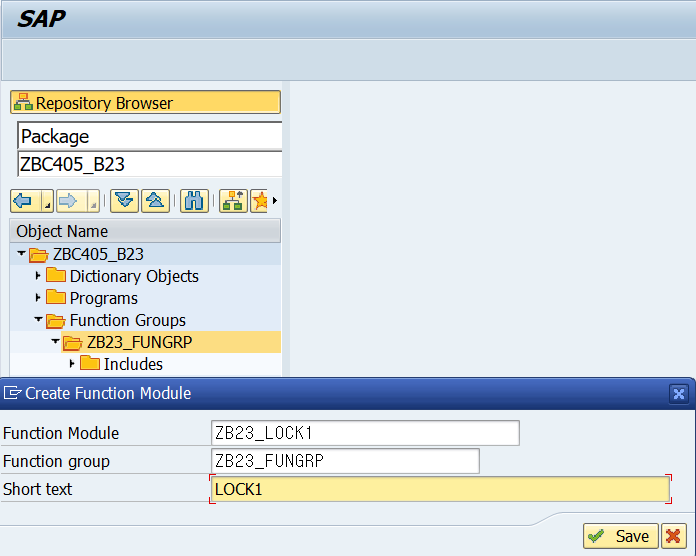 SAP
Repository Browser
Package
ZBC405_B23
Object Name
ZBC405_B23
Dictionary Objects
Programs
Function Groups
ZB23_FUNGRP
Includes
Create Function Module
Function Module ZB23_LOCK1
Function group ZB23_FUNGRP
Short text LOCK1
Save